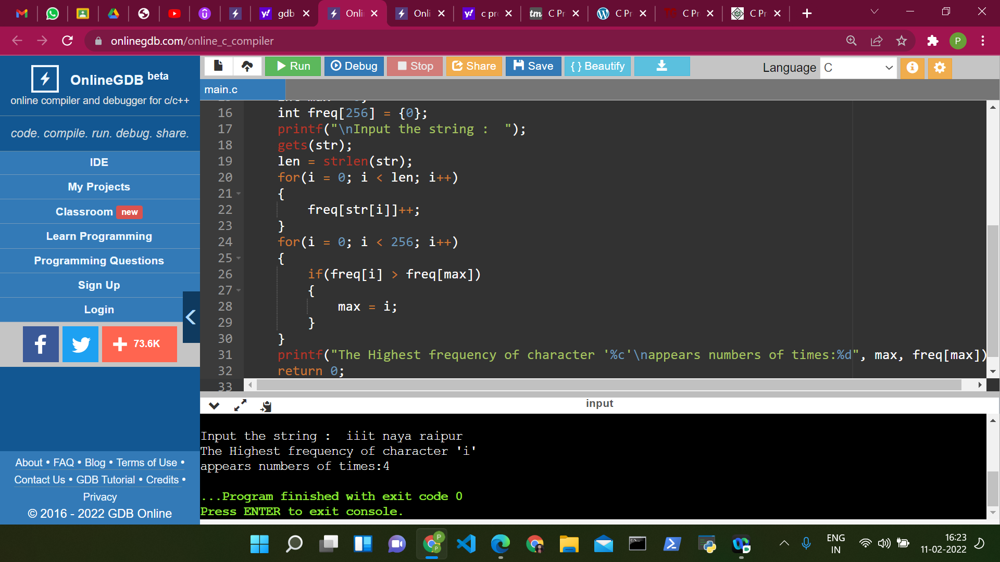 gdb
Onli
Onli
c pr
tm C Pr
C Pr
C Pr
C Pr
onlinegdb.com/online_c_compiler
P
OnlineGDB beta
online compiler and debugger for c/c++
code. compile. run. debug. share.
IDE
My Projects
Classroom new
Learn Programming
Programming Questions
Sign Up
Login
73.6K
About • FAQ • Blog • Terms of Use •
Contact Us • GDB Tutorial • Credits •
Privacy
© 2016 - 2022 GDB Online
Run Debug Stop Share Save { } Beautify
Language C
main.c
16 int freq[256] = {0};
17 printf("\nInput the string :  ");
18 gets(str);
19 len = strlen(str);
20 for(i = 0; i < len; i++)
21 {
22 freq[str[i]]++;
23 }
24 for(i = 0; i < 256; i++)
25 {
26 if(freq[i] > freq[max])
27 {
28 max = i;
29 }
30 }
31 printf("The Highest frequency of character '%c'\nappears numbers of times:%d", max, freq[max])
32 return 0;
33
input
Input the string :  iiit naya raipur
The Highest frequency of character 'i'
appears numbers of times:4
...Program finished with exit code 0
Press ENTER to exit console.
ENG
IN
16:23
11-02-2022